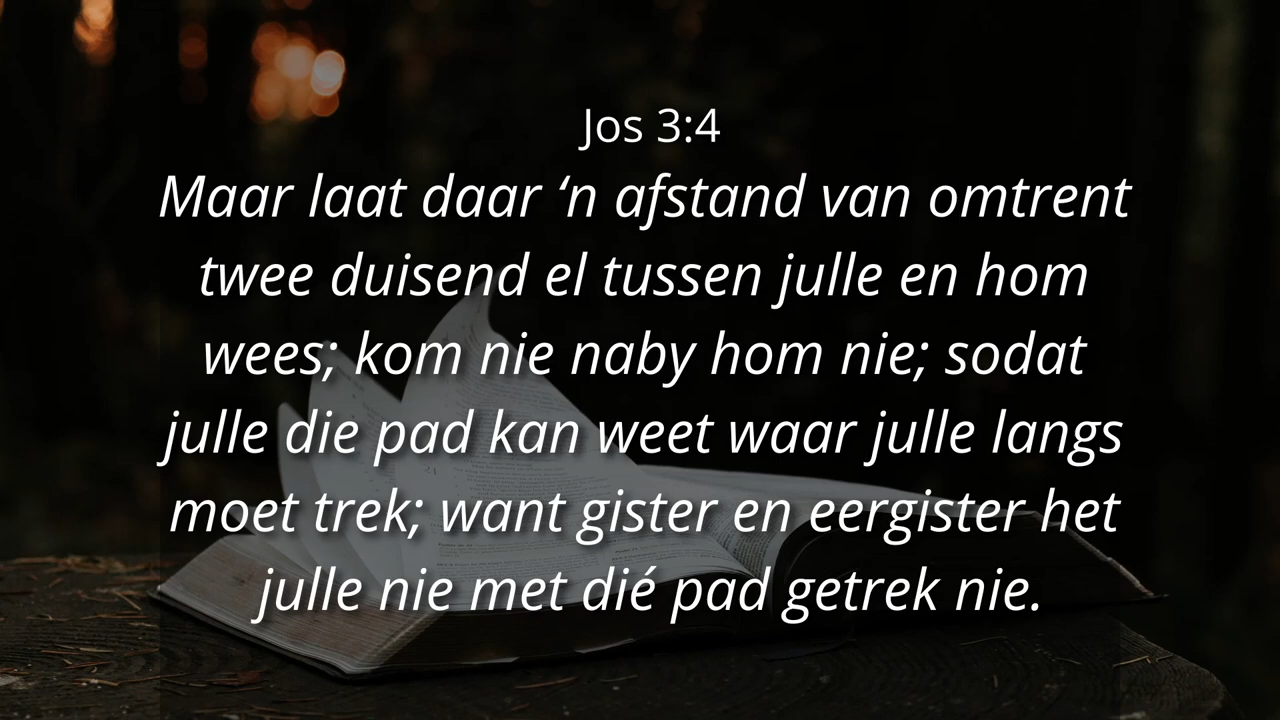 Jos 3:4
Maar laat daar ‘n afstand van omtrent
twee duisend el tussen julle en hom
wees; kom nie naby hom nie; sodat
julle die pad kan weet waar julle langs
moet trek; want gister en eergister het
julle nie met dié pad getrek nie.